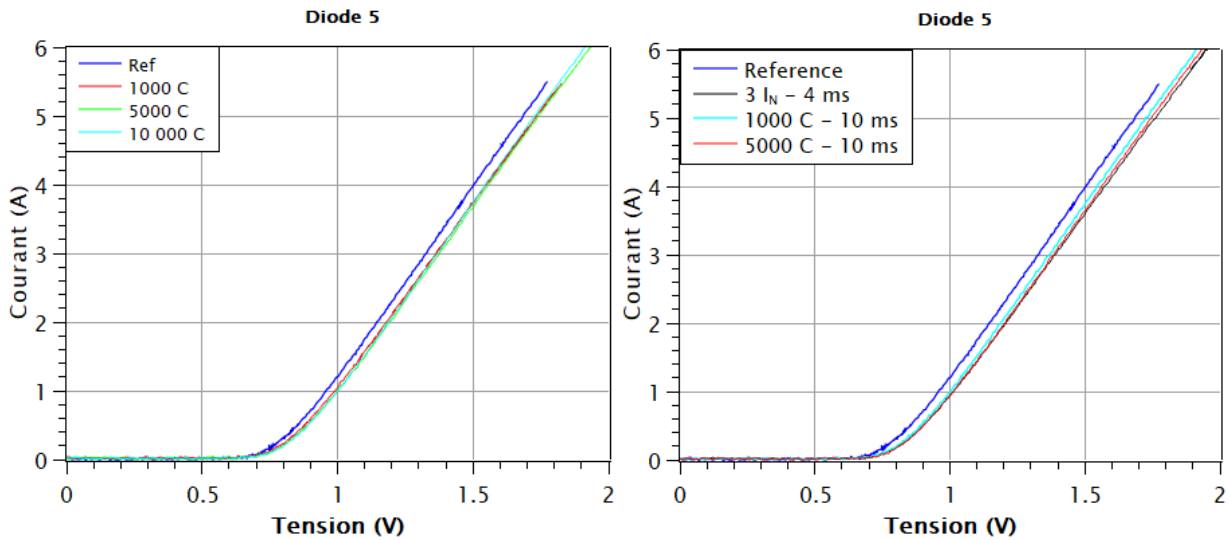 Diode 5
6
5
4
3
2
1
0
Courant (A)
Ref
1000 C
5000 C
10 000 C
0 0.5 1 1.5 2
Tension (V)
Diode 5
6
5
4
3
2
1
0
Courant (A)
Reference
3 I_N – 4 ms
1000 C – 10 ms
5000 C – 10 ms
0 0.5 1 1.5 2
Tension (V)